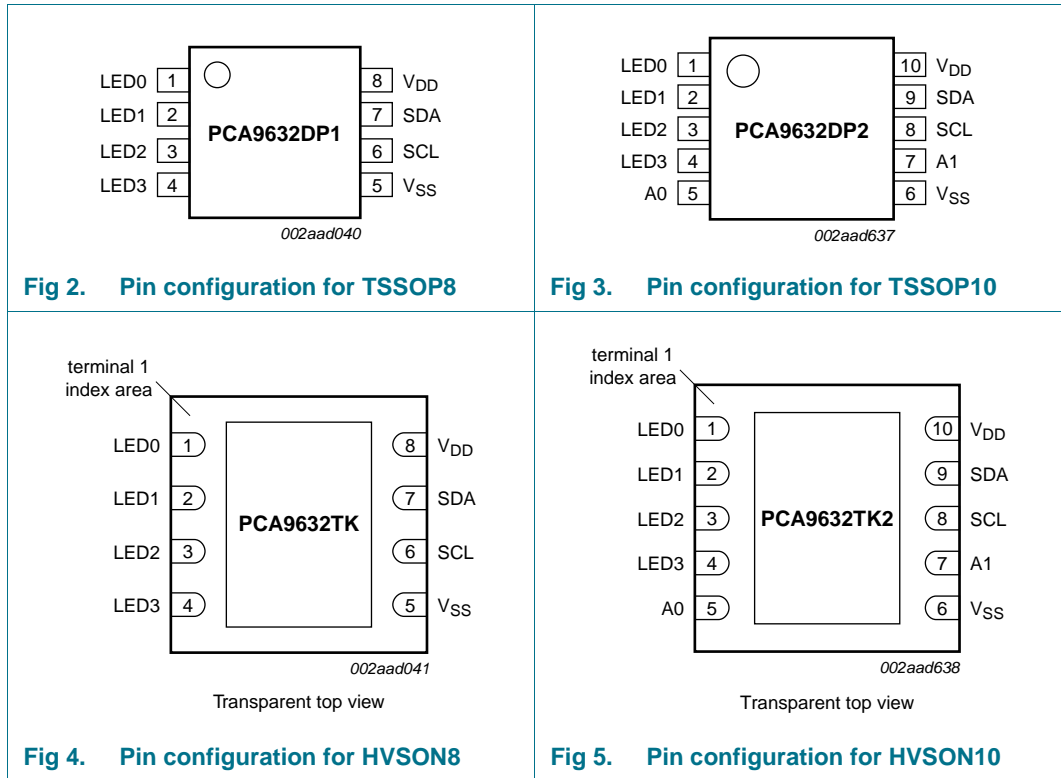 LED0 1 8 VDD
LED1 2 7 SDA
PCA9632DP1
LED2 3 6 SCL
LED3 4 5 VSS
002aad040
Fig 2. Pin configuration for TSSOP8
LED0 1 10 VDD
LED1 2 9 SDA
LED2 3 PCA9632DP2 8 SCL
LED3 4 7 A1
A0 5 6 VSS
002aad637
Fig 3. Pin configuration for TSSOP10
terminal 1
index area
LED0 1 8 VDD
LED1 2 7 SDA
PCA9632TK
LED2 3 6 SCL
LED3 4 5 VSS
002aad041
Transparent top view
Fig 4. Pin configuration for HVSON8
terminal 1
index area
LED0 1 10 VDD
LED1 2 9 SDA
LED2 3 PCA9632TK2 8 SCL
LED3 4 7 A1
A0 5 6 VSS
002aad638
Transparent top view
Fig 5. Pin configuration for HVSON10